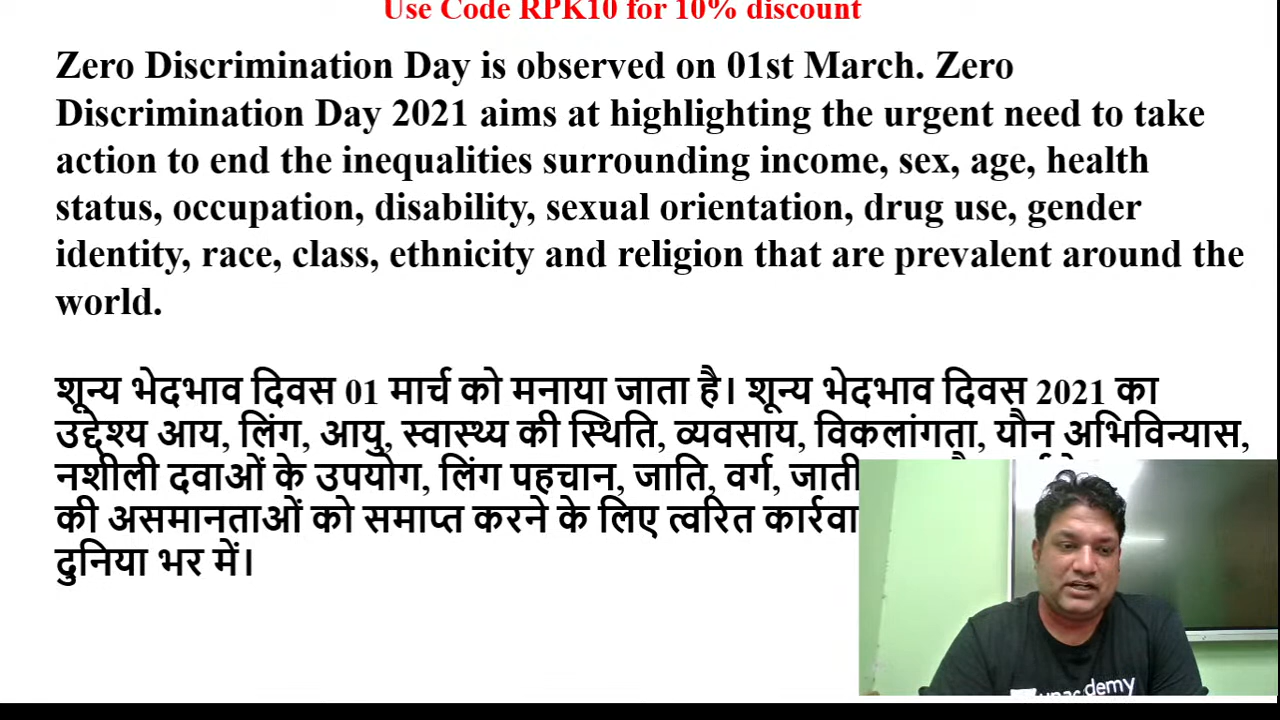 Use Code RPK10 for 10% discount
Zero Discrimination Day is observed on 01st March. Zero
Discrimination Day 2021 aims at highlighting the urgent need to take
action to end the inequalities surrounding income, sex, age, health
status, occupation, disability, sexual orientation, drug use, gender
identity, race, class, ethnicity and religion that are prevalent around the
world.
शून्य भेदभाव दिवस 01 मार्च को मनाया जाता है। शून्य भेदभाव दिवस 2021 का
उद्देश्य आय, लिंग, आयु, स्वास्थ्य की स्थिति, व्यवसाय, विकलांगता, यौन अभिविन्यास,
नशीली दवाओं के उपयोग, लिंग पहचान, जाति, वर्ग,
की असमानताओं को समाप्त करने के लिए त्वरित
दुनिया भर में।